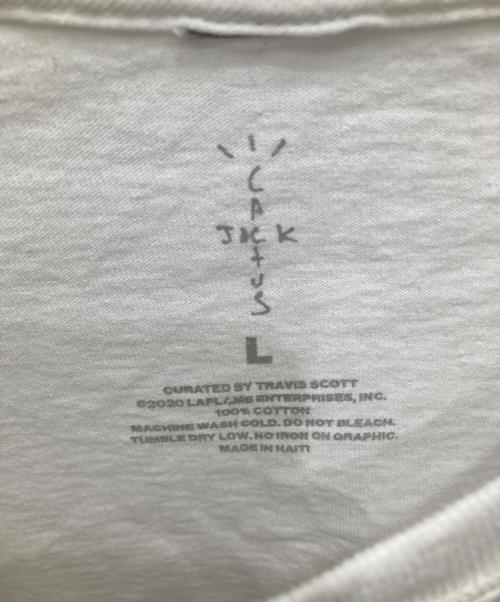 C
A
JACK
T
U
S
L
CURATED BY TRAVIS SCOTT
©2020 LAFLAME ENTERPRISES, INC.
100% COTTON
MACHINE WASH COLD. DO NOT BLEACH.
TUMBLE DRY LOW. NO IRON ON GRAPHIC.
MADE IN HAITI